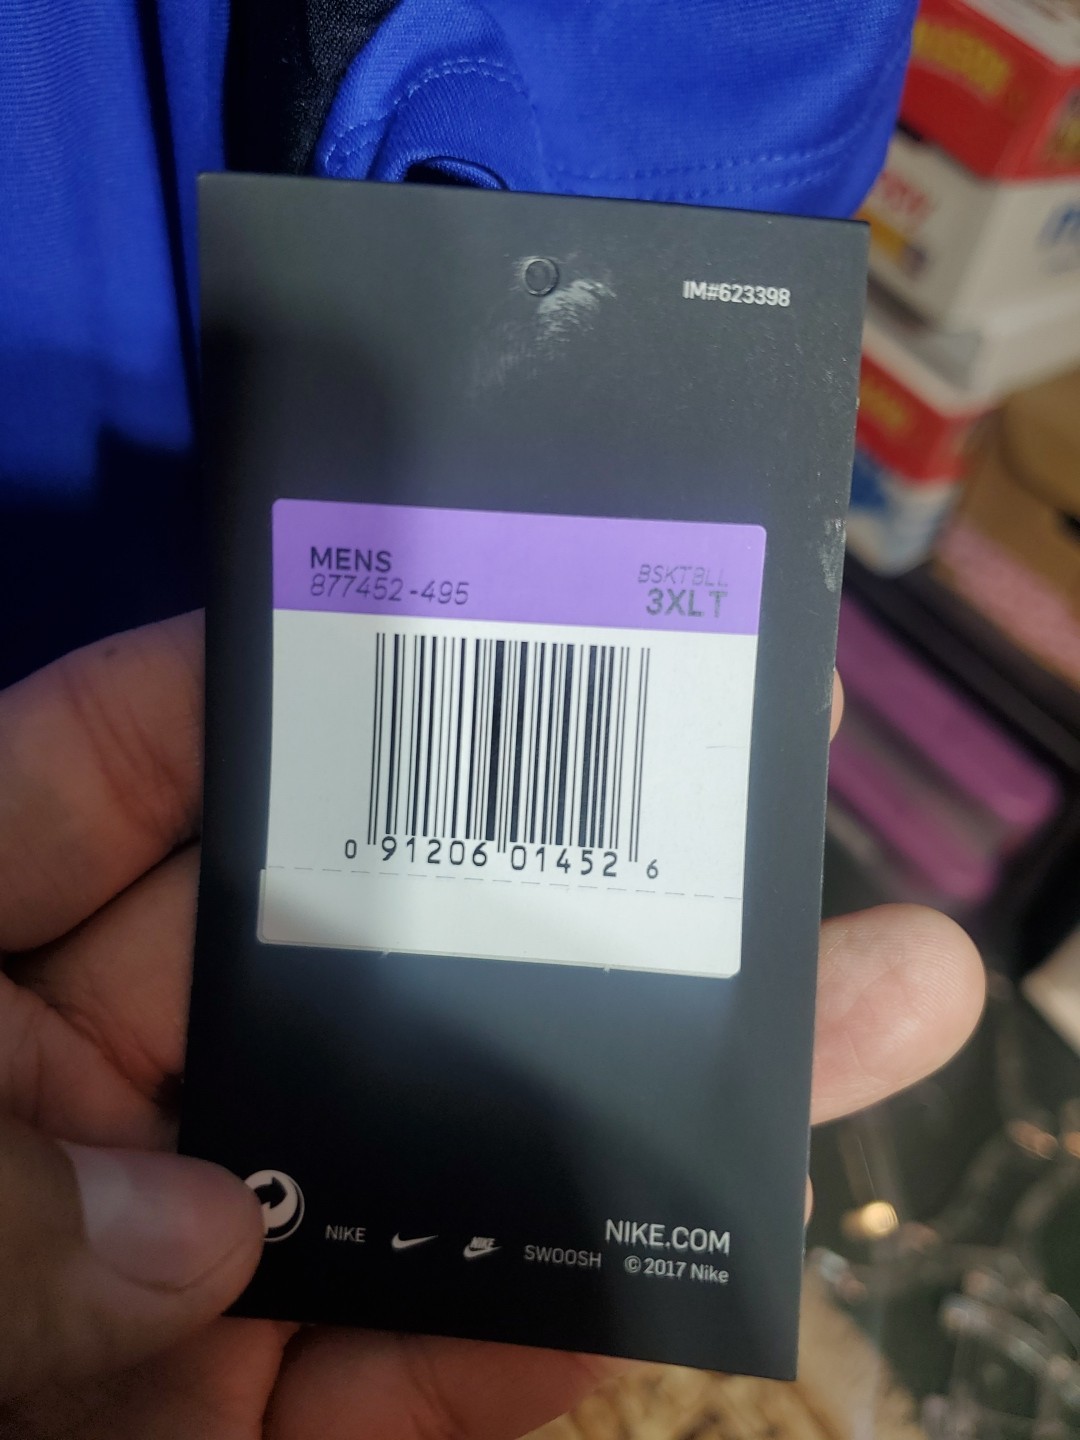 IM#623398
MENS
877452-495
BSKTBLL
3XLT
0 91206 01452 6
NIKE
NIKE
SWOOSH
NIKE.COM
© 2017 Nike